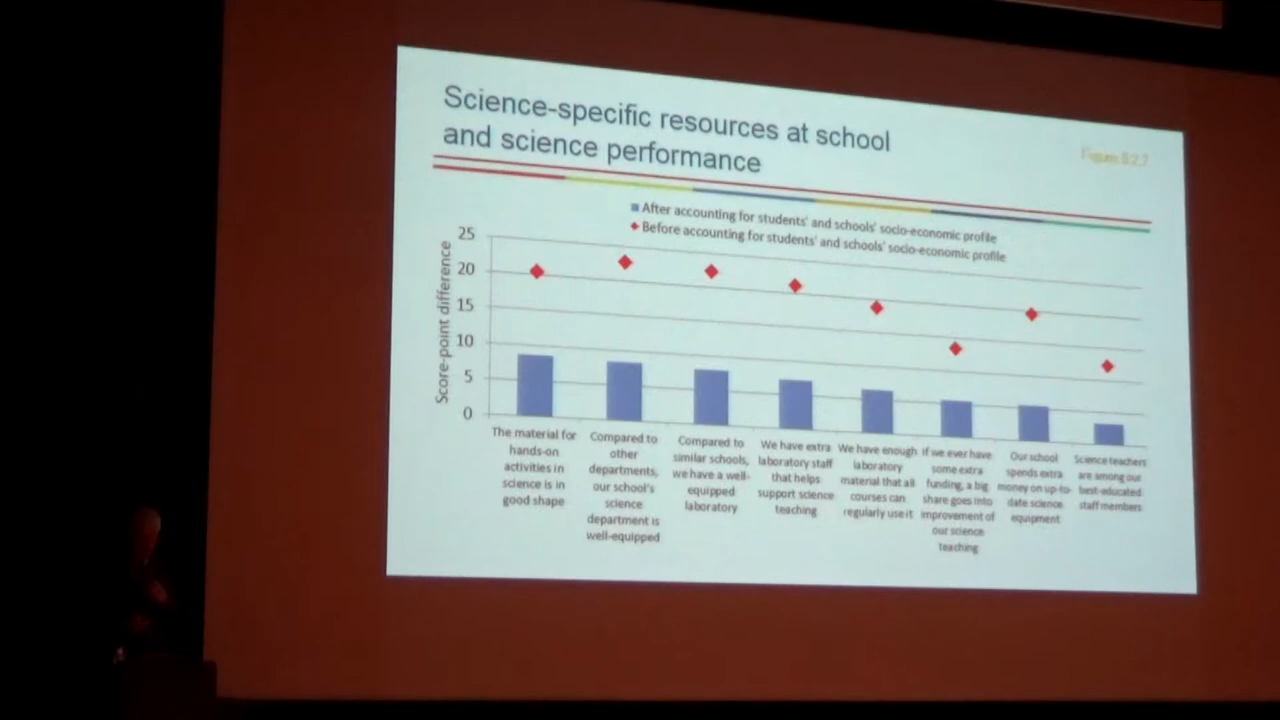 Science-specific resources at school
and science performance
Figure II.2.7
After accounting for students' and schools' socio-economic profile
Before accounting for students' and schools' socio-economic profile
Score-point difference
25
20
15
10
5
0
The material for
hands-on
activities in
science is in
good shape
Compared to
other
departments,
our school's
science
department is
well-equipped
Compared to
similar schools,
we have a well-
equipped
laboratory
We have extra
laboratory staff
that helps
support science
teaching
We have enough
laboratory
material that all
courses can
regularly use it
If we ever have
some extra
funding, a big
share goes into
improvement of
our science
teaching
Our school
spends extra
money on up-to-
date science
equipment
Science teachers
are among our
best-educated
staff members